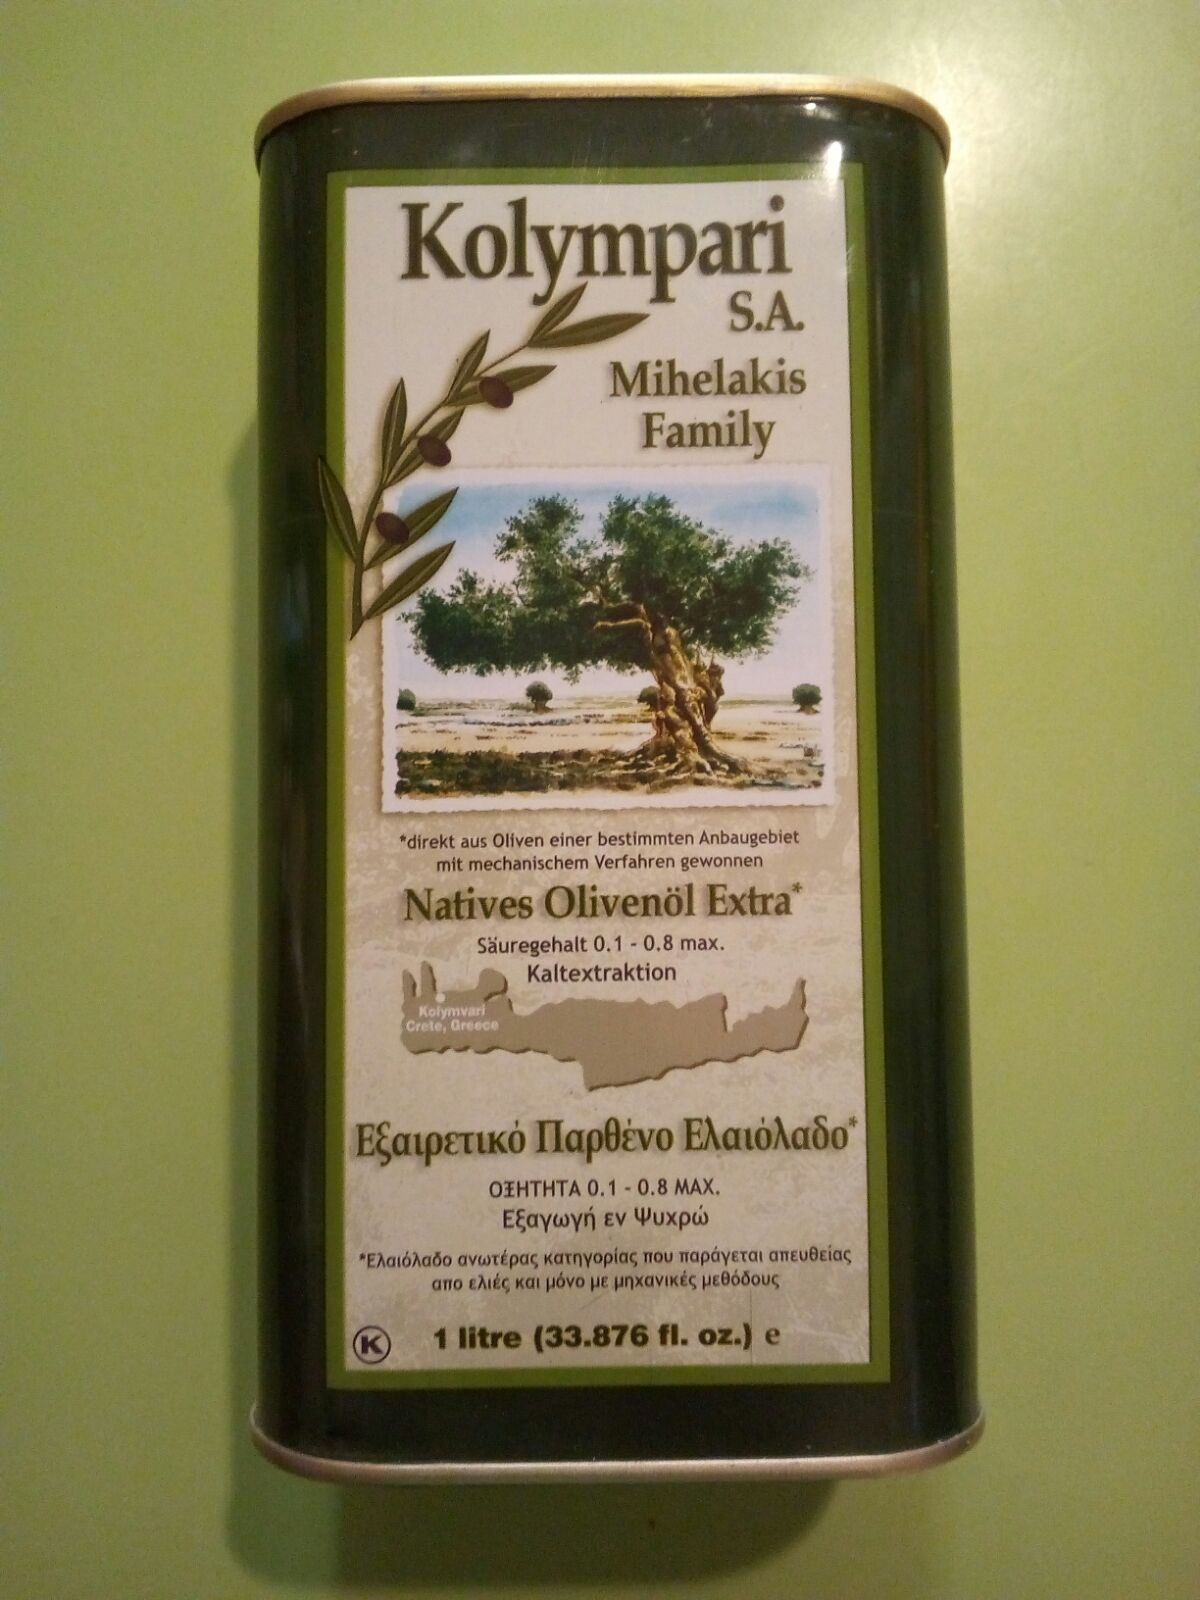 Kolympari
S.A.
Mihelakis
Family
*direkt aus Oliven einer bestimmten Anbaugebiet
mit mechanischem Verfahren gewonnen
Natives Olivenöl Extra*
Säuregehalt 0.1 - 0.8 max.
Kaltextraktion
Kolymvari
Crete, Greece
Εξαιρετικό Παρθένο Ελαιόλαδο*
ΟΞΗΤΗΤΑ 0.1 - 0.8 MAX.
Εξαγωγή εν Ψυχρώ
*Ελαιόλαδο ανωτέρας κατηγορίας που παράγεται απευθείας
απο ελιές και μόνο με μηχανικές μεθόδους
K 1 litre (33.876 fl. oz.) e